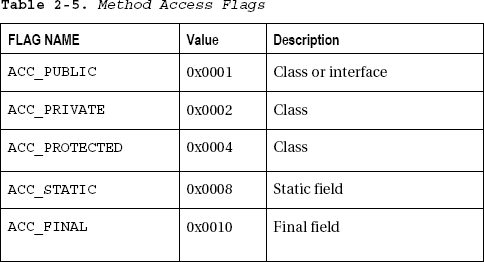 Table 2-5. Method Access Flags
FLAG NAME Value Description
ACC_PUBLIC 0x0001 Class or interface
ACC_PRIVATE 0x0002 Class
ACC_PROTECTED 0x0004 Class
ACC_STATIC 0x0008 Static field
ACC_FINAL 0x0010 Final field